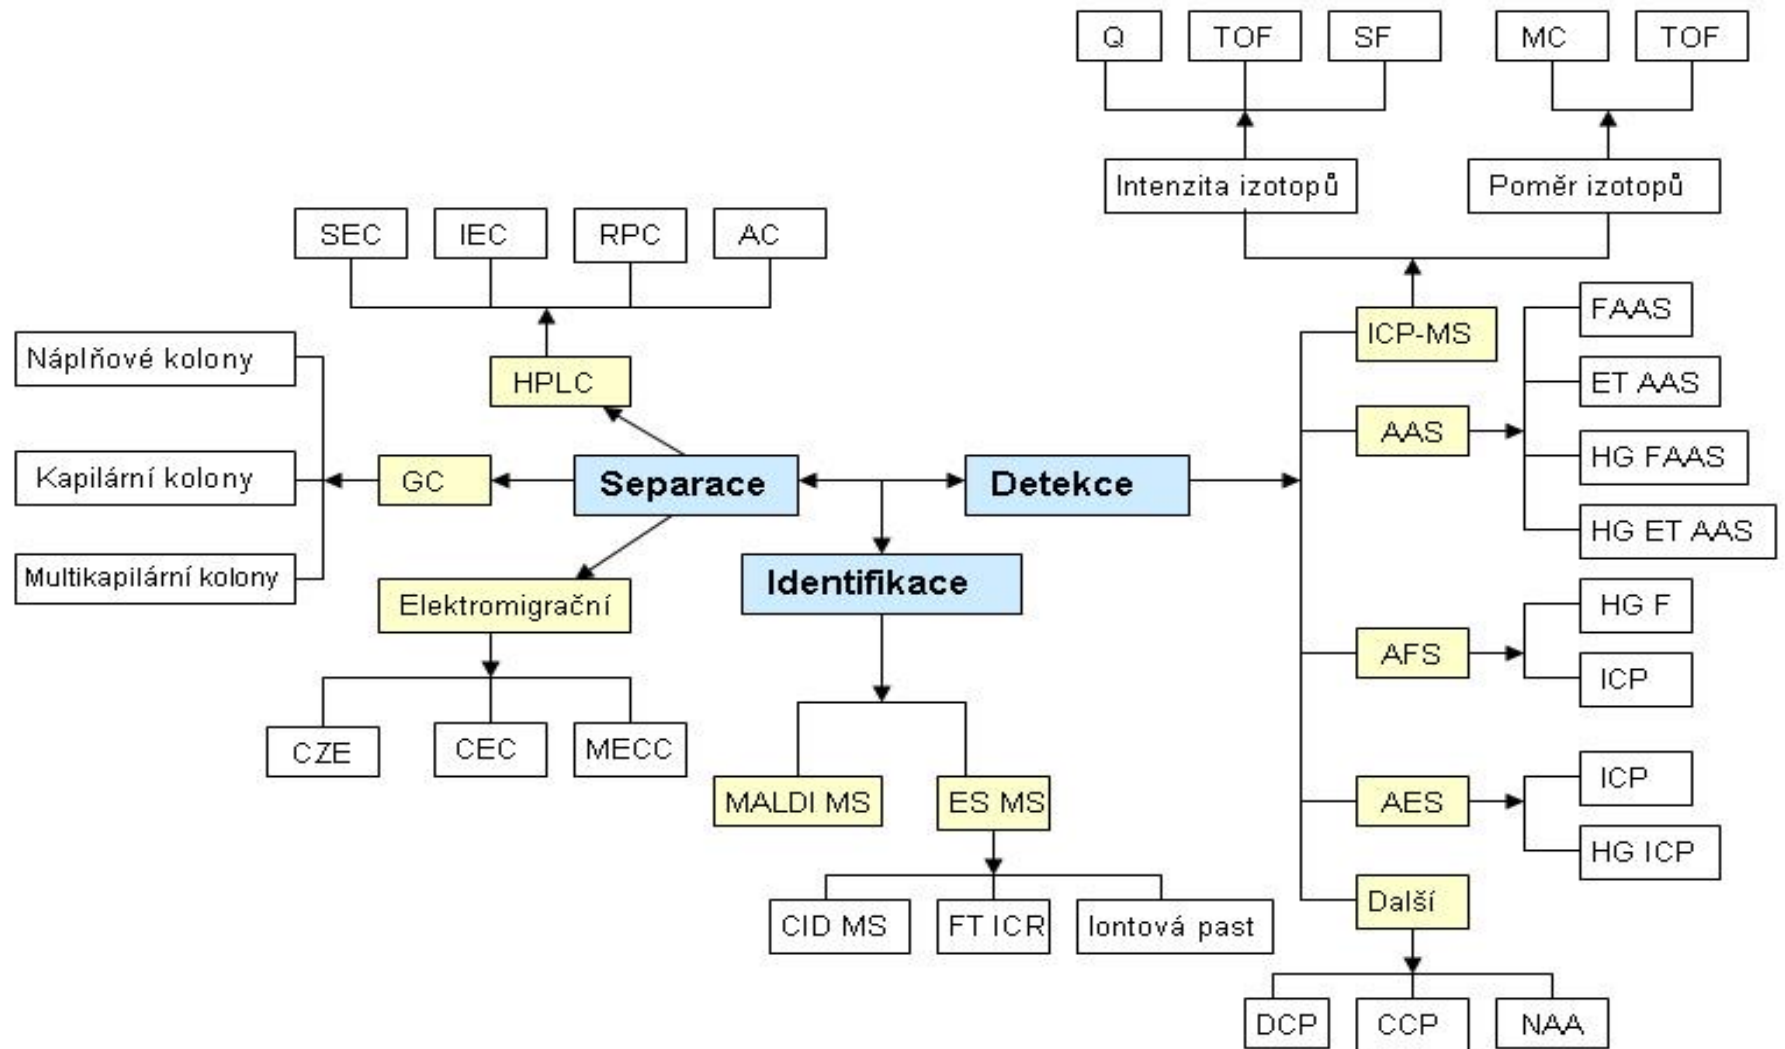 Q
TOF
SF
MC
TOF
Intenzita izotopů
Poměr izotopů
SEC
IEC
RPC
AC
ICP-MS
FAAS
ET AAS
HG FAAS
HG ET AAS
AAS
Náplňové kolony
HPLC
Kapilární kolony
GC
Separace
Detekce
Multikapilární kolony
Elektromigrační
Identifikace
HG F
AFS
ICP
CZE
CEC
MECC
MALDI MS
ES MS
ICP
AES
HG ICP
CID MS
FT ICR
Iontová past
Další
DCP
CCP
NAA